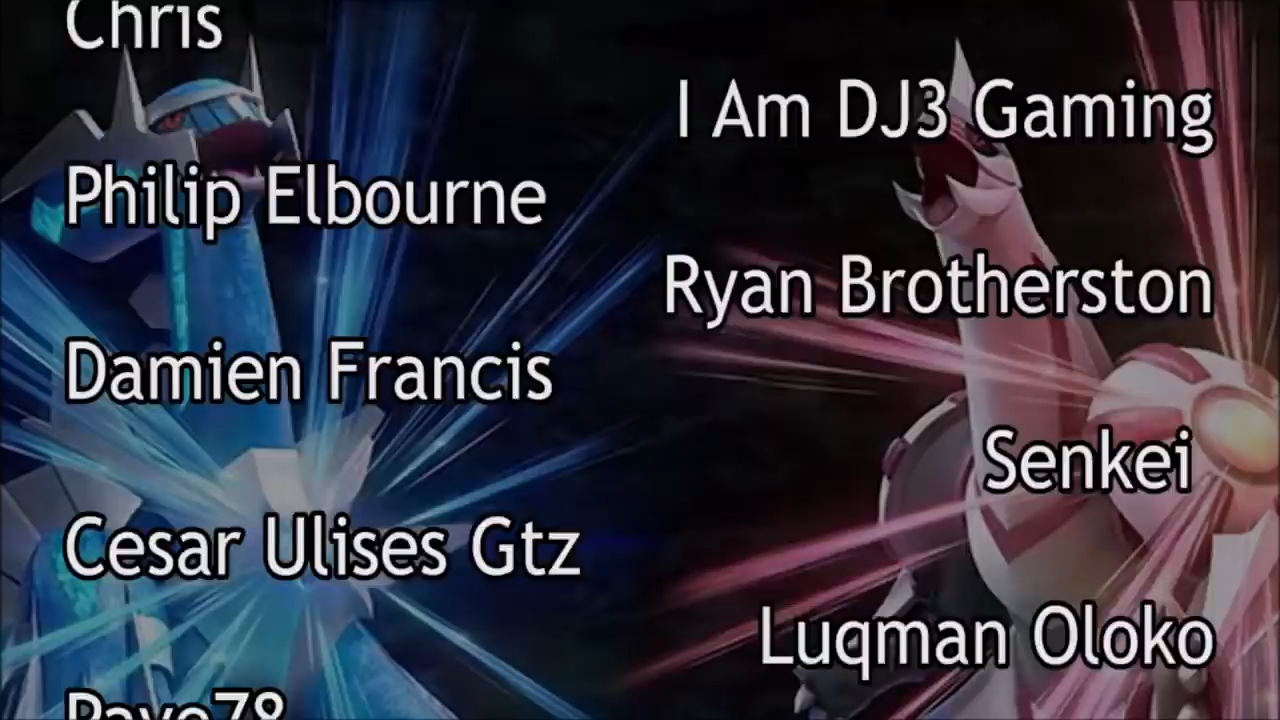 Chris
I Am DJ3 Gaming
Philip Elbourne
Ryan Brotherston
Damien Francis
Senkei
Cesar Ulises Gtz
Luqman Oloko